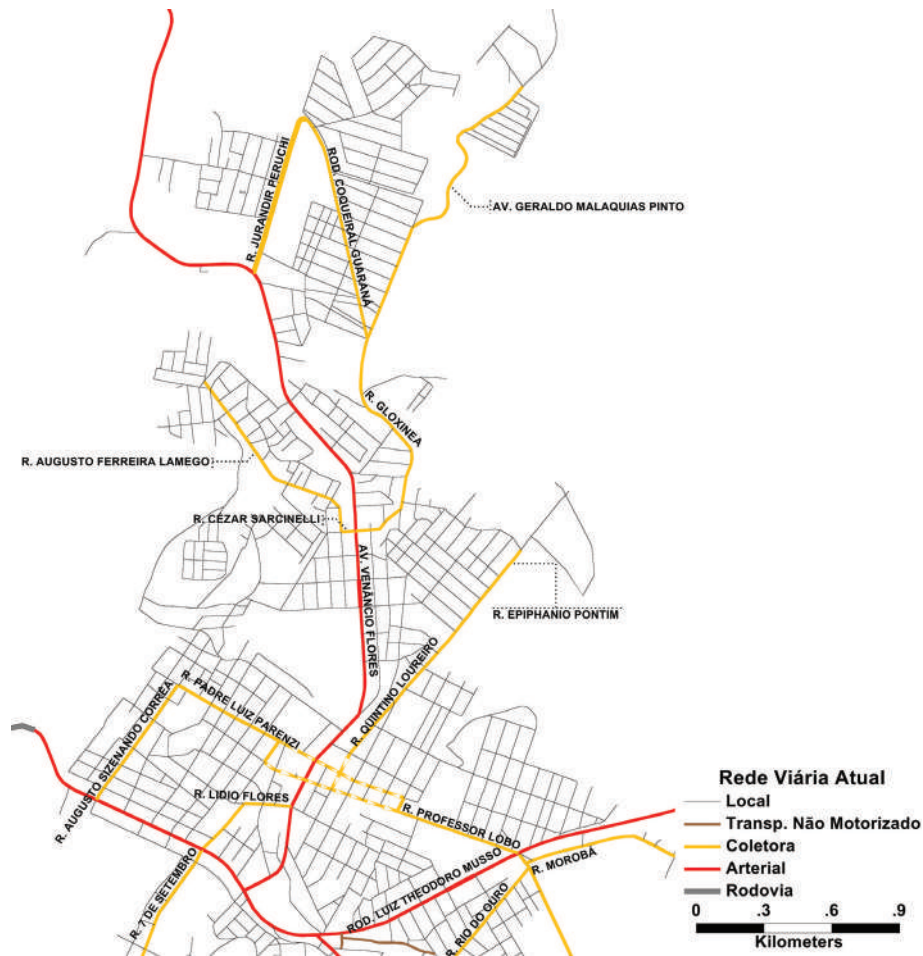 R. JURANDIR PERUCHI
ROD. COQUEIRAL GUARANÁ
AV. GERALDO MALAQUIAS PINTO
R. GLOXINEA
R. AUGUSTO FERREIRA LAMEGO
R. CÉZAR SARCINELLI
AV. VENÂNCIO FLORES
R. EPIPHANIO PONTIM
R. QUINTINO LOUREIRO
R. PADRE LUIZ PARENZI
R. AUGUSTO SIZENANDO CORRÊA
R. LIDIO FLORES
R. PROFESSOR LOBO
R. 7 DE SETEMBRO
ROD. LUIZ THEODORO MUSSO
R. MOROBÁ
R. RIO DO OURO
Rede Viária Atual
Local
Transp. Não Motorizado
Coletora
Arterial
Rodovia
0 .3 .6 .9
Kilometers